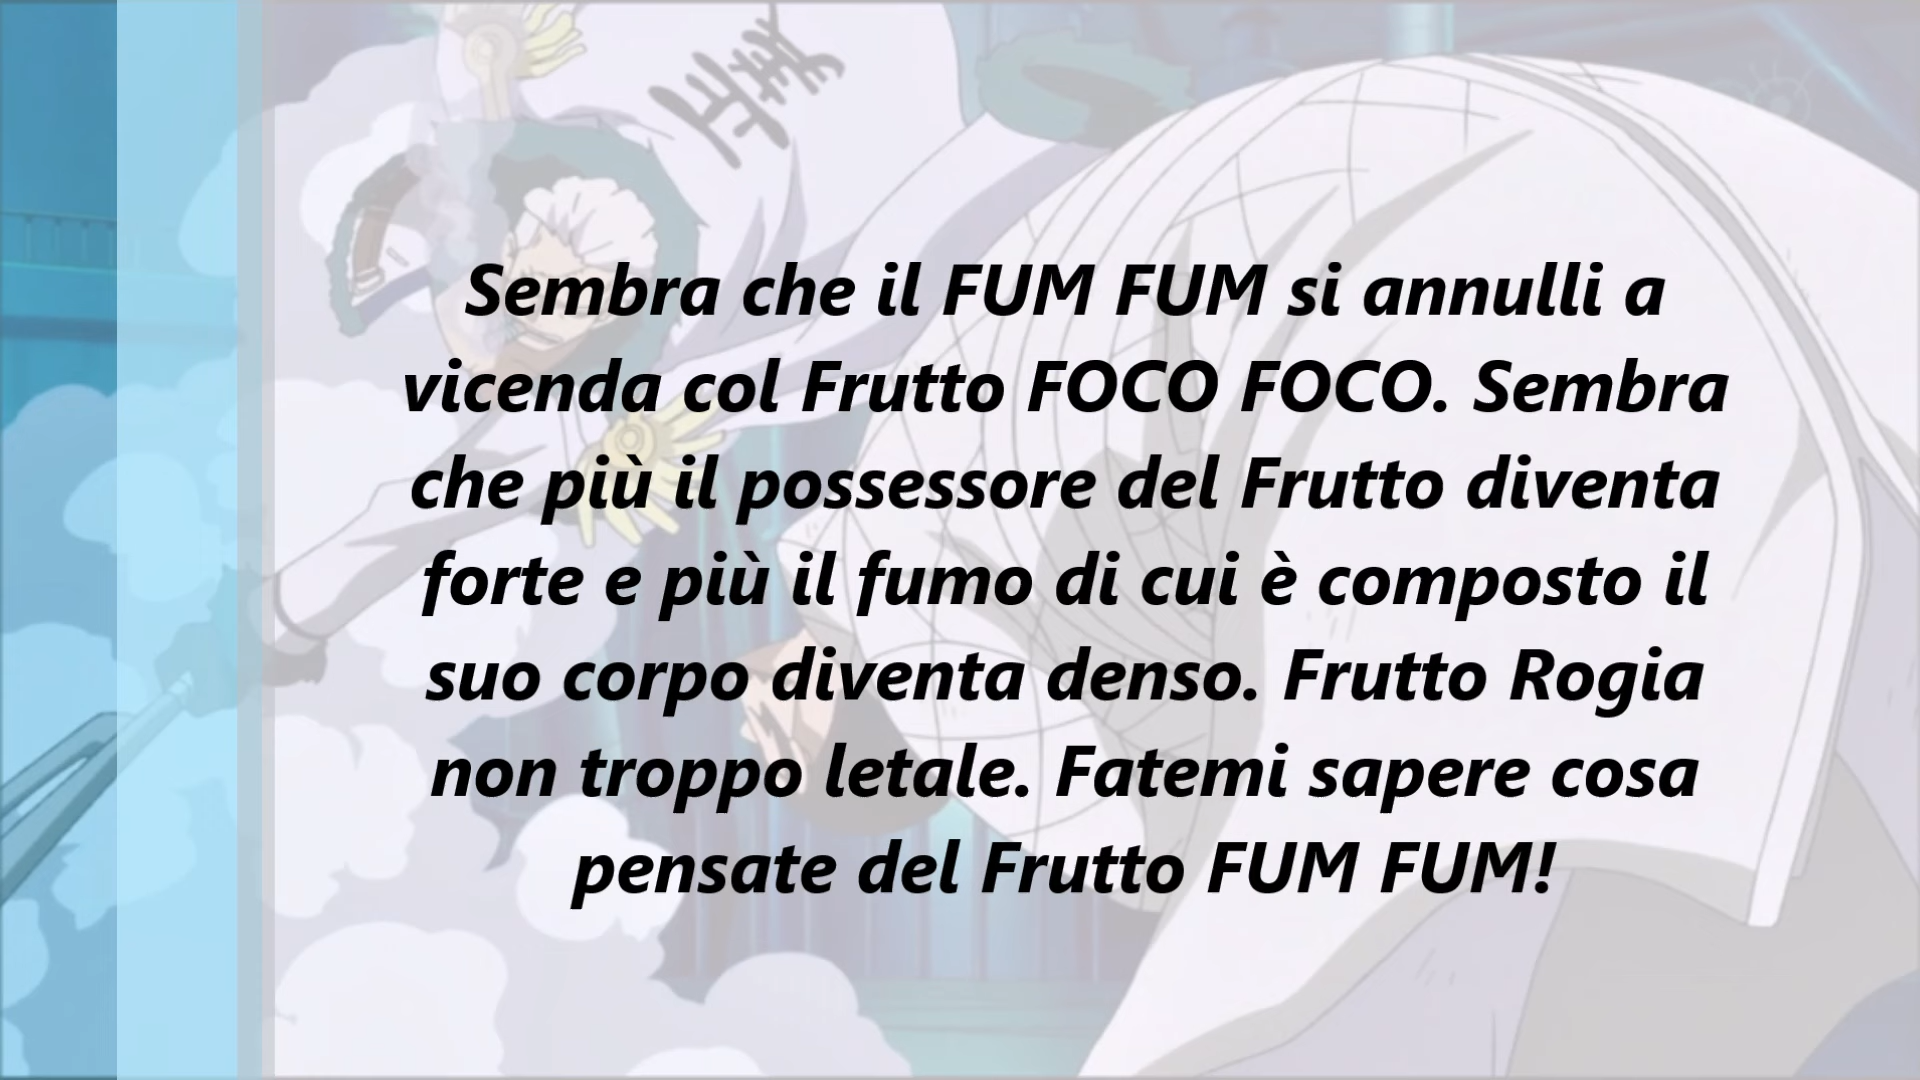 Sembra che il FUM FUM si annulli a
vicenda col Frutto FOCO FOCO. Sembra
che più il possessore del Frutto diventa
forte e più il fumo di cui è composto il
suo corpo diventa denso. Frutto Rogia
non troppo letale. Fatemi sapere cosa
pensate del Frutto FUM FUM!